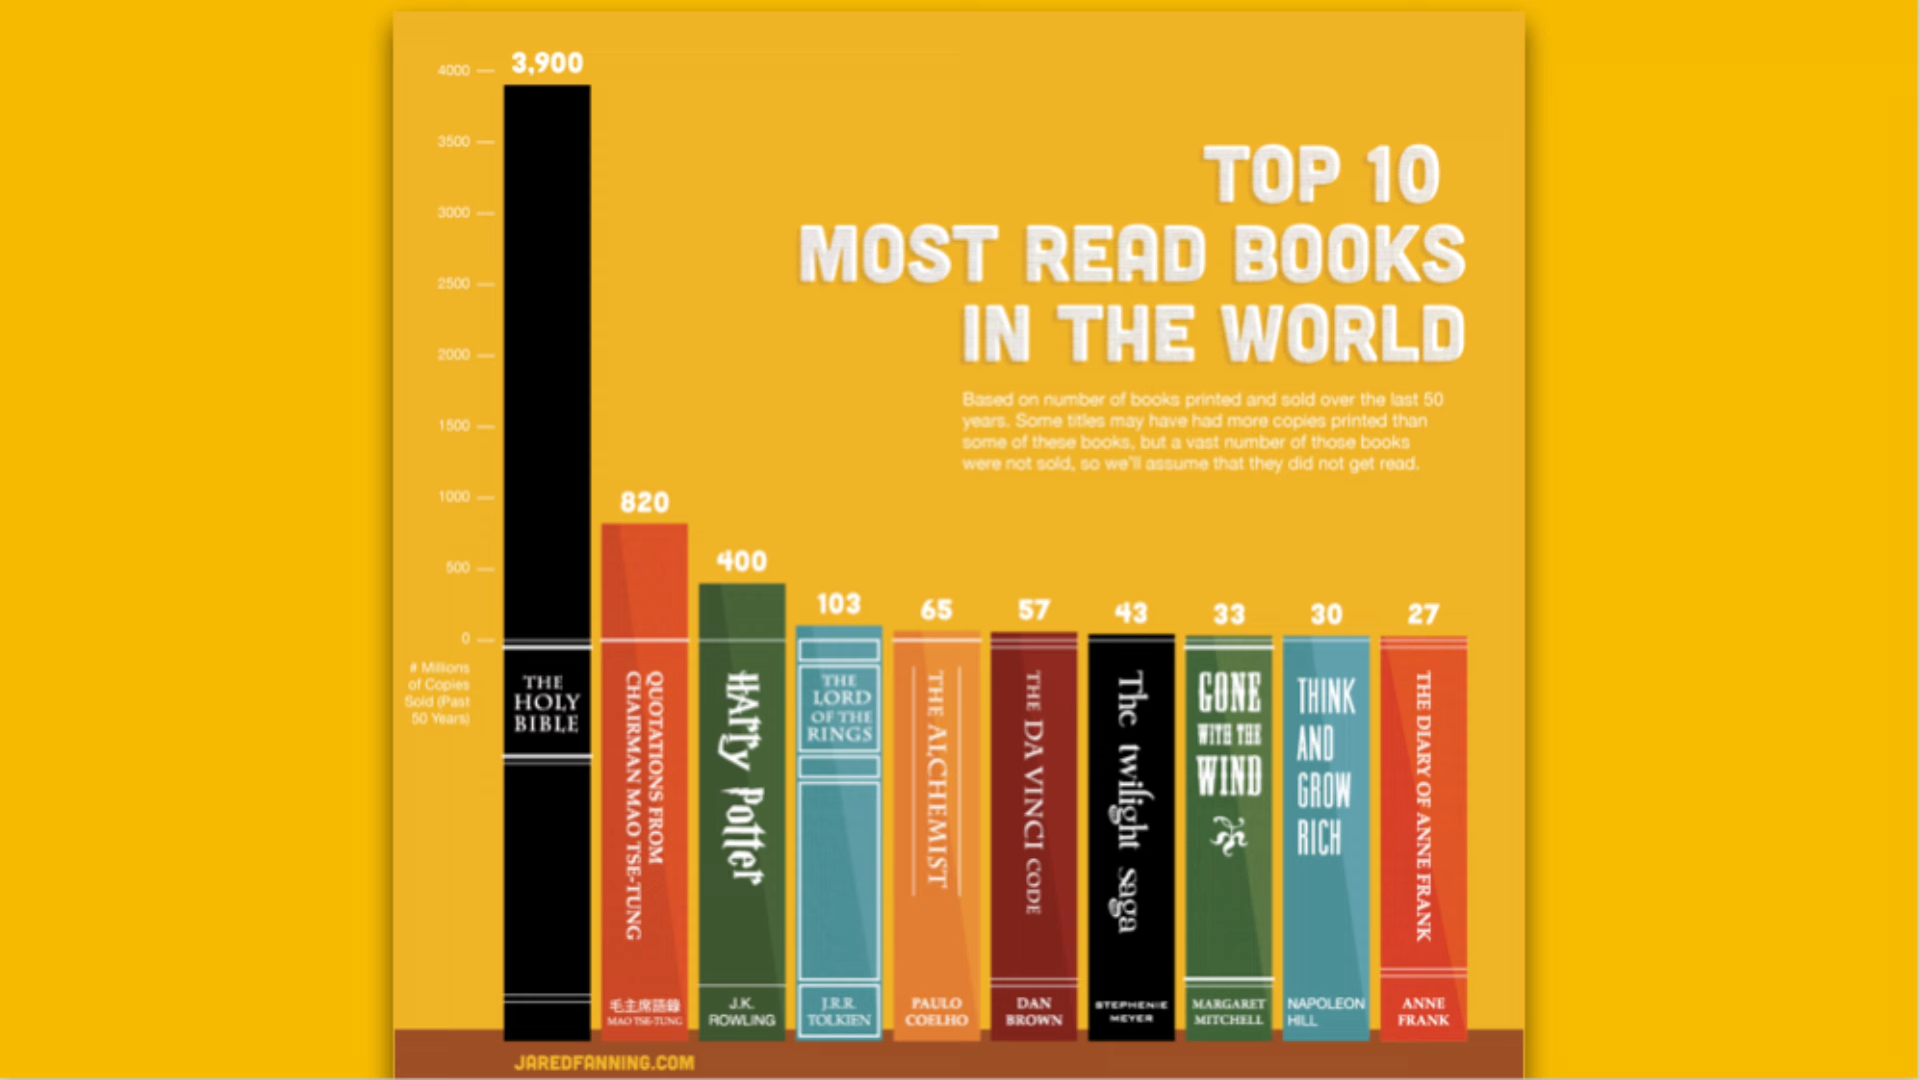 TOP 10
MOST READ BOOKS
IN THE WORLD
Based on number of books printed and sold over the last 50
years. Some titles may have had more copies printed than
some of these books, but a vast number of those books
were not sold, so we'll assume that they did not get read.
4000
3500
3000
2500
2000
1500
1000
500
0
# Millions
of Copies
Sold (Past
50 Years)
3,900
THE
HOLY
BIBLE
820
QUOTATIONS FROM
CHAIRMAN MAO TSE-TUNG
毛主席語錄
MAO TSE-TUNG
400
Harry Potter
J.K.
ROWLING
103
THE
LORD
OF THE
RINGS
J.R.R.
TOLKIEN
65
THE ALCHEMIST
PAULO
COELHO
57
THE DA VINCI CODE
DAN
BROWN
43
The twilight saga
STEPHENIE
MEYER
33
GONE
WITH THE
WIND
MARGARET
MITCHELL
30
THINK
AND
GROW
RICH
NAPOLEON
HILL
27
THE DIARY OF ANNE FRANK
ANNE
FRANK
JAREDFANNING.COM